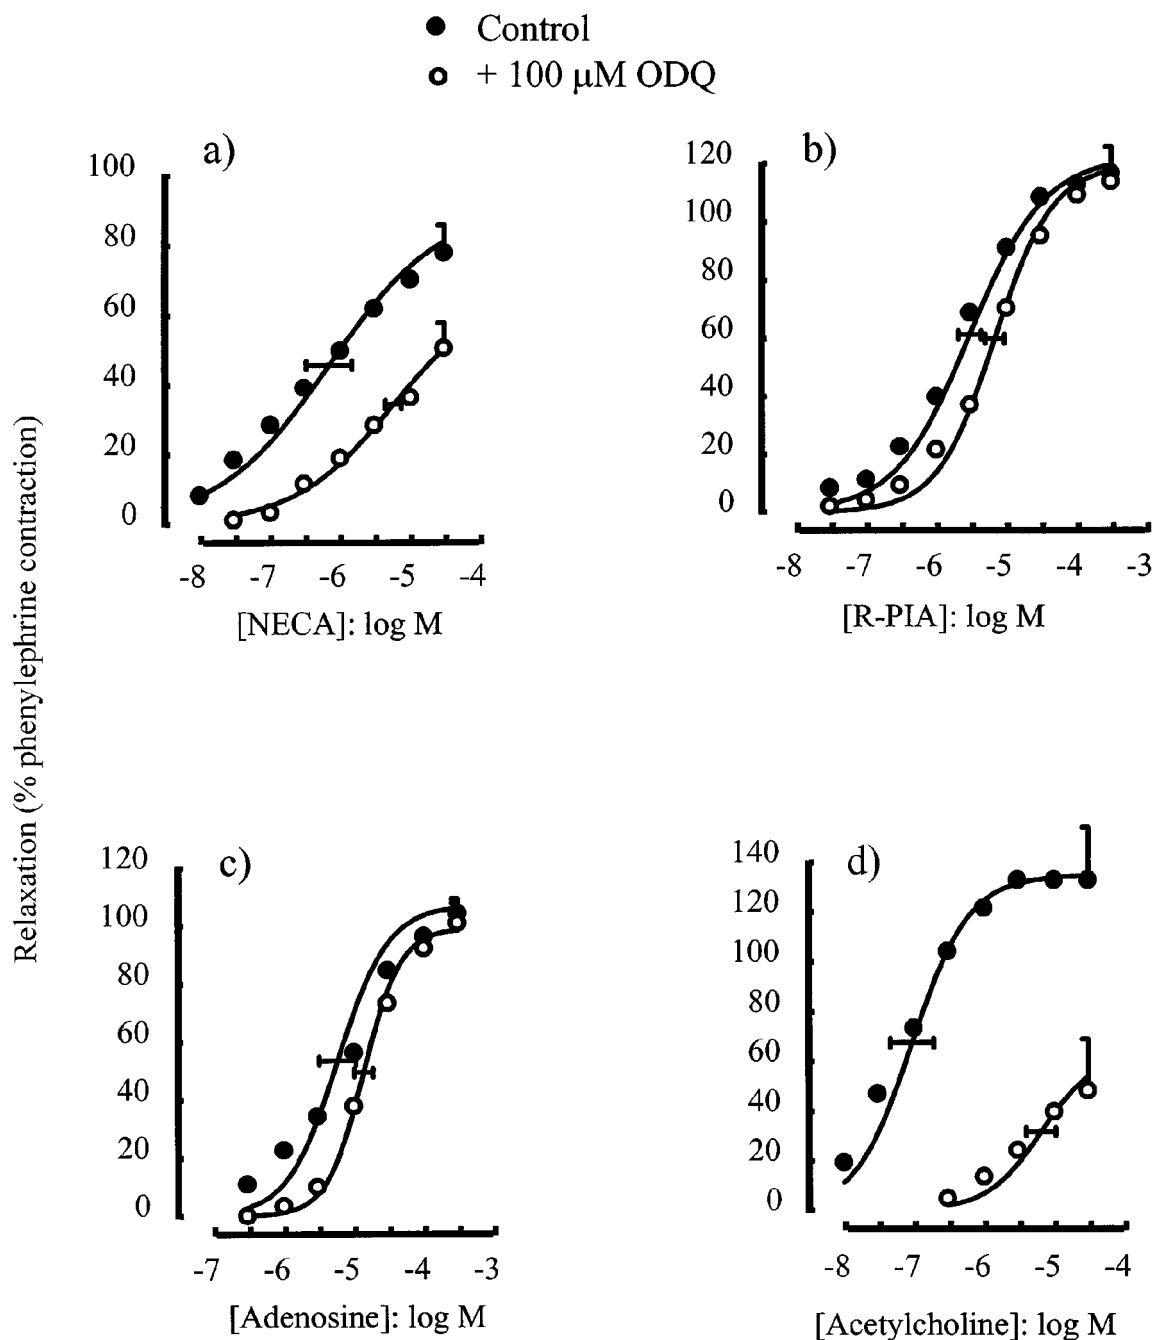 Control
+ 100 µM ODQ
a)
100
80
60
40
20
0
-8 -7 -6 -5 -4
[NECA]: log M
b)
120
100
80
60
40
20
0
-8 -7 -6 -5 -4 -3
[R-PIA]: log M
Relaxation (% phenylephrine contraction)
c)
120
100
80
60
40
20
0
-7 -6 -5 -4 -3
[Adenosine]: log M
d)
140
120
100
80
60
40
20
0
-8 -7 -6 -5 -4
[Acetylcholine]: log M